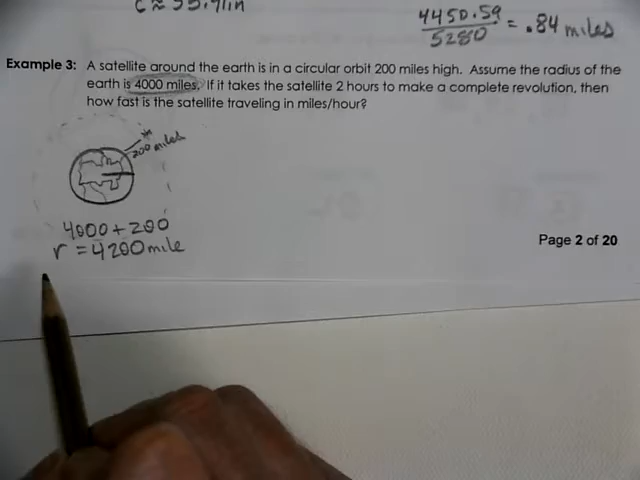 C ≈ 35.41in
4450.59
5280 = .84 miles
Example 3: A satellite around the earth is in a circular orbit 200 miles high. Assume the radius of the
earth is 4000 miles. If it takes the satellite 2 hours to make a complete revolution, then
how fast is the satellite traveling in miles/hour?
200 miles
4000 + 200
r = 4200 mile
Page 2 of 20